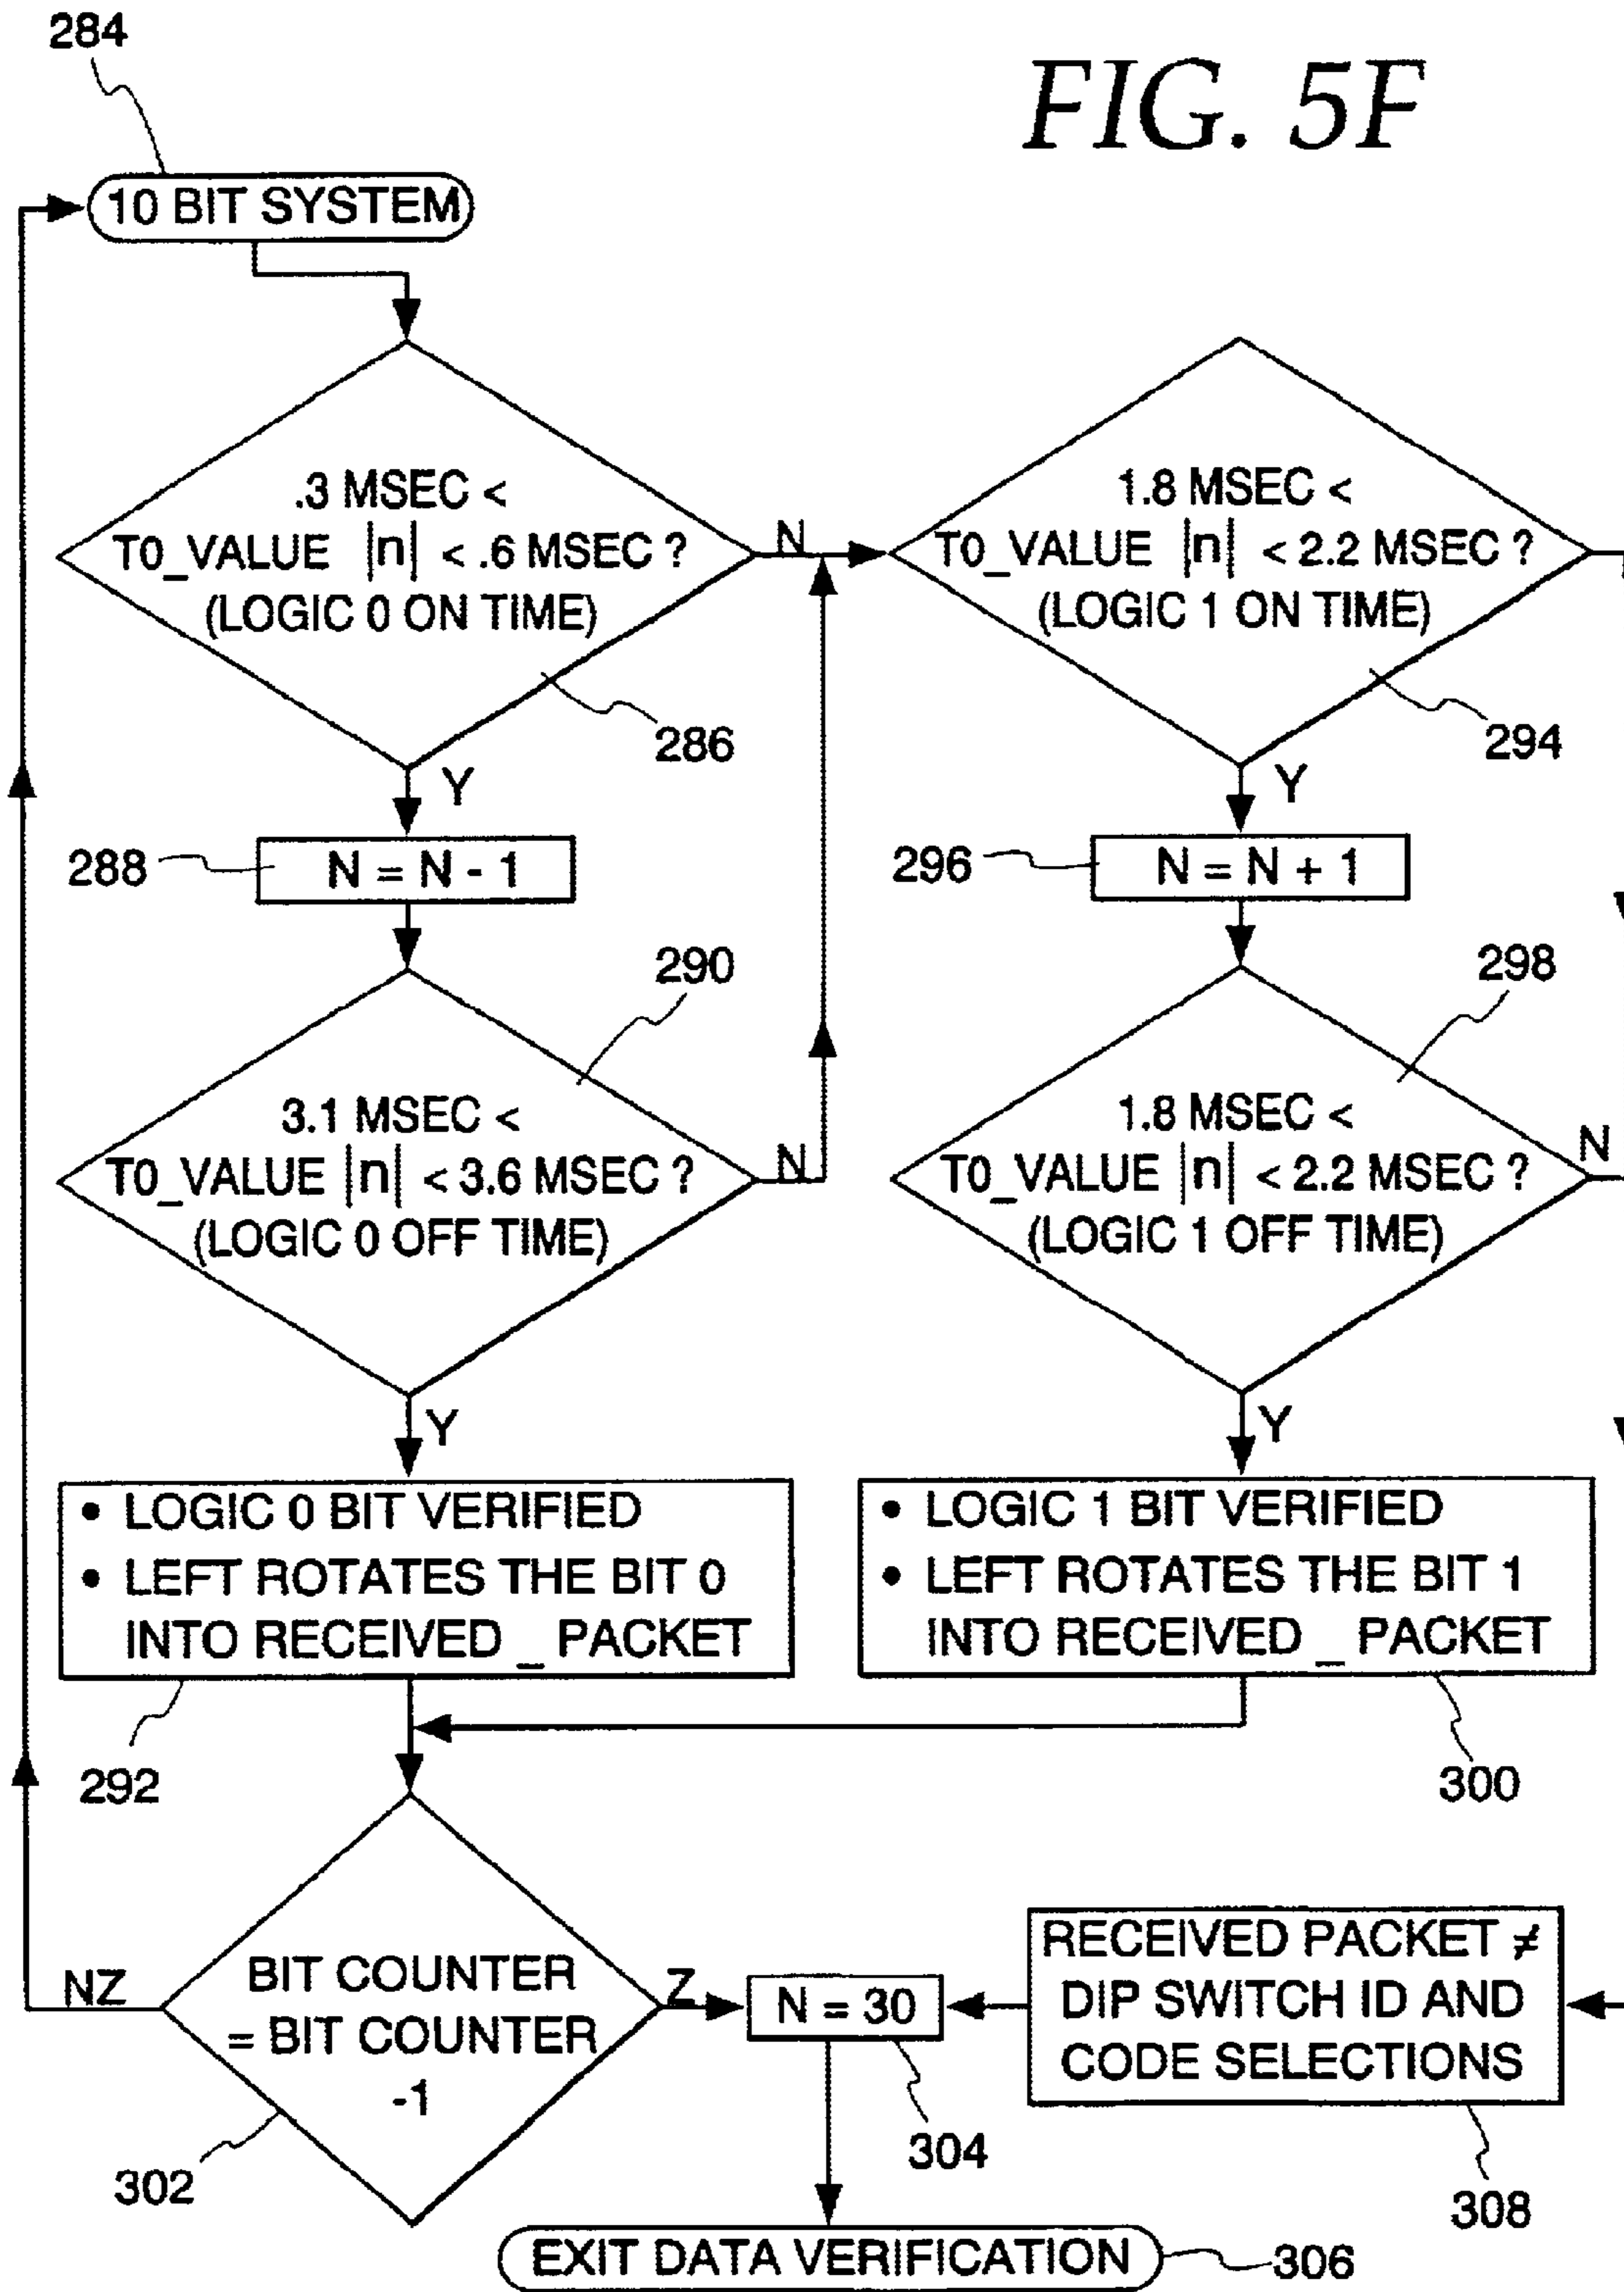 284
FIG. 5F
10 BIT SYSTEM
.3 MSEC <
T0_VALUE |n| < .6 MSEC ?
(LOGIC 0 ON TIME)
N
286
Y
1.8 MSEC <
T0_VALUE |n| < 2.2 MSEC ?
(LOGIC 1 ON TIME)
294
Y
288
N = N - 1
296
N = N + 1
290
3.1 MSEC <
T0_VALUE |n| < 3.6 MSEC ?
(LOGIC 0 OFF TIME)
N
Y
298
1.8 MSEC <
T0_VALUE |n| < 2.2 MSEC ?
(LOGIC 1 OFF TIME)
N
Y
• LOGIC 0 BIT VERIFIED
• LEFT ROTATES THE BIT 0
INTO RECEIVED _ PACKET
292
• LOGIC 1 BIT VERIFIED
• LEFT ROTATES THE BIT 1
INTO RECEIVED _ PACKET
300
NZ
BIT COUNTER
= BIT COUNTER
-1
Z
302
N = 30
304
RECEIVED PACKET ≠
DIP SWITCH ID AND
CODE SELECTIONS
308
EXIT DATA VERIFICATION
306